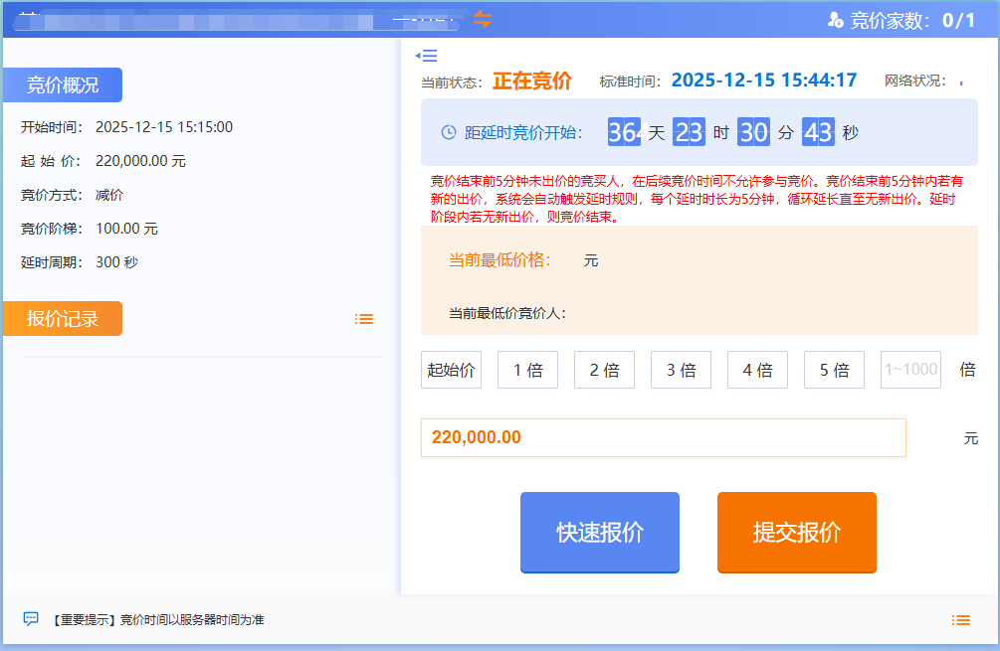 竞价家数：0/1
竞价概况
开始时间： 2025-12-15 15:15:00
起 始 价： 220,000.00 元
竞价方式： 减价
竞价阶梯： 100.00 元
延时周期： 300 秒
报价记录
当前状态： 正在竞价 标准时间： 2025-12-15 15:44:17 网络状况：
距延时竞价开始： 364 天 23 时 30 分 43 秒
竞价结束前5分钟未出价的竞买人，在后续竞价时间不允许参与竞价。竞价结束前5分钟内若有
新的出价，系统会自动触发延时规则，每个延时时长为5分钟，循环延长直至无新出价。延时
阶段内若无新出价，则竞价结束。
当前最低价格： 元
当前最低价竞价人：
起始价 1 倍 2 倍 3 倍 4 倍 5 倍 1~1000 倍
220,000.00 元
快速报价 提交报价
【重要提示】竞价时间以服务器时间为准